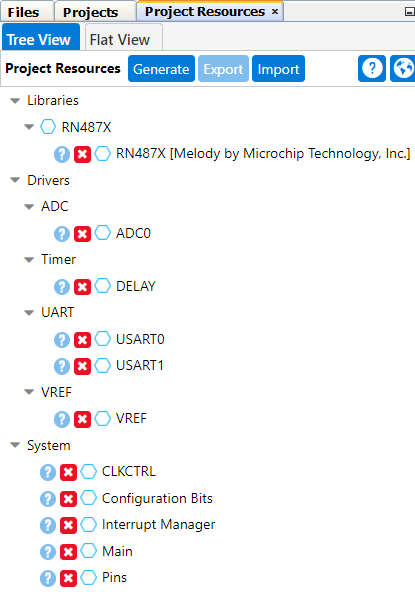 Files Projects Project Resources ×
Tree View Flat View
Project Resources Generate Export Import ?
Libraries
RN487X
? RN487X [Melody by Microchip Technology, Inc.]
Drivers
ADC
? ADC0
Timer
? DELAY
UART
? USART0
? USART1
VREF
? VREF
System
? CLKCTRL
? Configuration Bits
? Interrupt Manager
? Main
? Pins